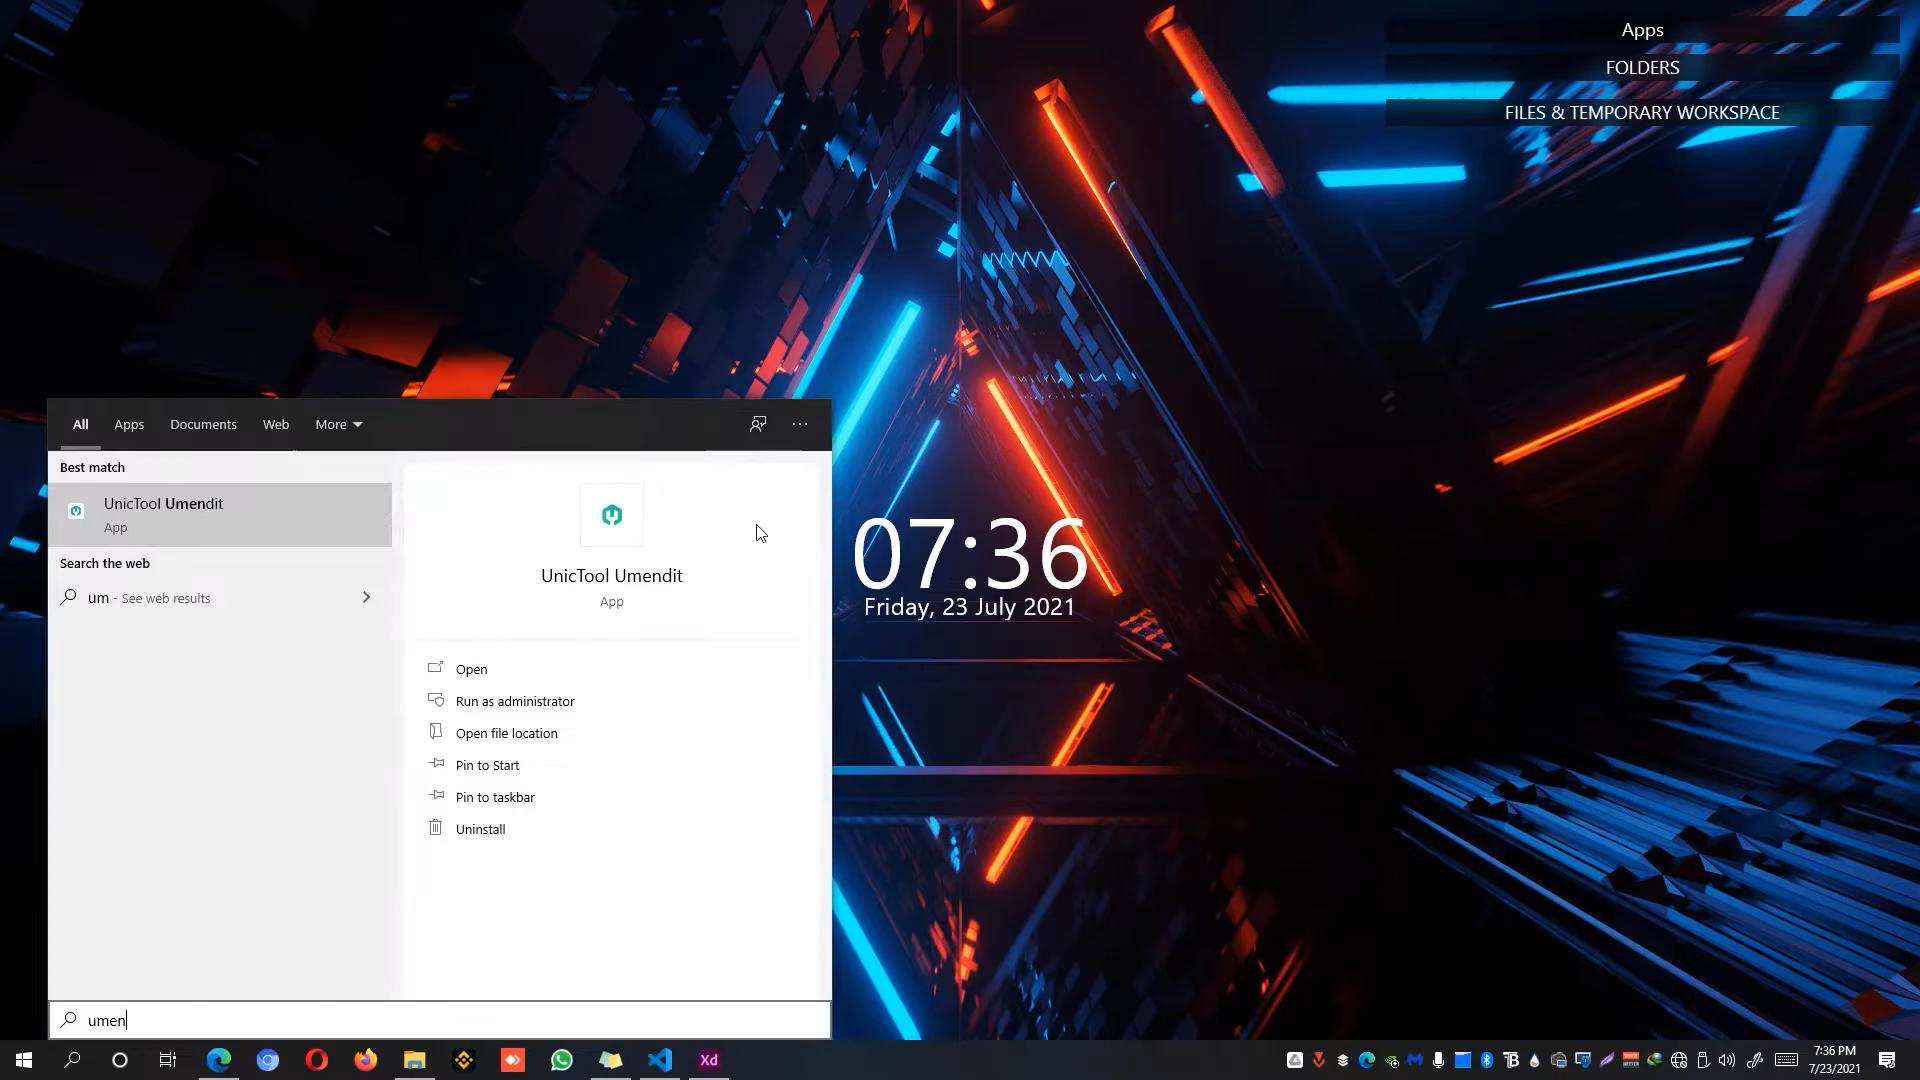 Apps
FOLDERS
FILES & TEMPORARY WORKSPACE
All Apps Documents Web More
Best match
UnicTool Umendit
App
Search the web
um - See web results
UnicTool Umendit
App
Open
Run as administrator
Open file location
Pin to Start
Pin to taskbar
Uninstall
07:36
Friday, 23 July 2021
umen
Xd
7:36 PM
7/23/2021